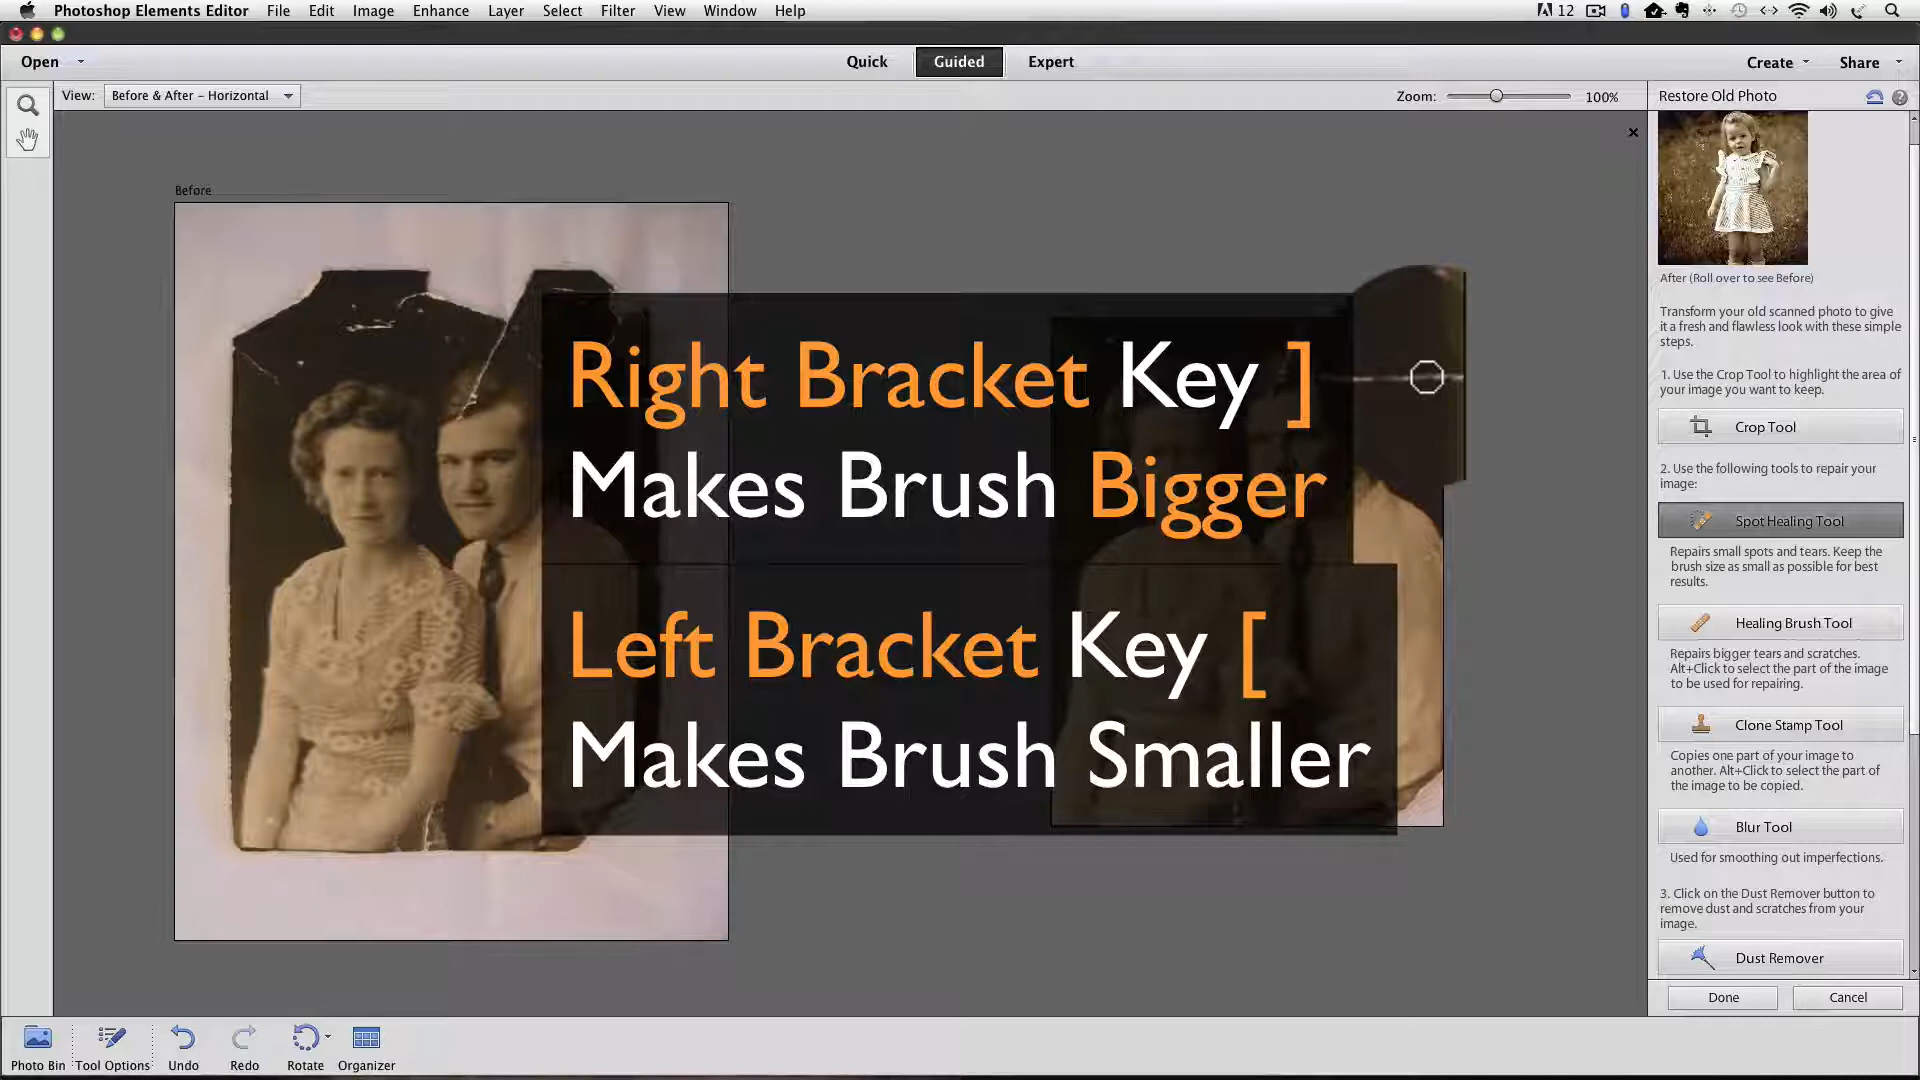 Photoshop Elements Editor File Edit Image Enhance Layer Select Filter View Window Help 12
Open Quick Guided Expert Create Share
View: Before & After - Horizontal Zoom: 100% Restore Old Photo
Before
Right Bracket Key ]
Makes Brush Bigger
Left Bracket Key [
Makes Brush Smaller
After (Roll over to see Before)
Transform your old scanned photo to give
it a fresh and flawless look with these simple
steps.
1. Use the Crop Tool to highlight the area of
your image you want to keep.
Crop Tool
2. Use the following tools to repair your
image:
Spot Healing Tool
Repairs small spots and tears. Keep the
brush size as small as possible for best
results.
Healing Brush Tool
Repairs bigger tears and scratches.
Alt+Click to select the part of the image
to be used for repairing.
Clone Stamp Tool
Copies one part of your image to
another. Alt+Click to select the part of
the image to be copied.
Blur Tool
Used for smoothing out imperfections.
3. Click on the Dust Remover button to
remove dust and scratches from your
image.
Dust Remover
Done Cancel
Photo Bin Tool Options Undo Redo Rotate Organizer